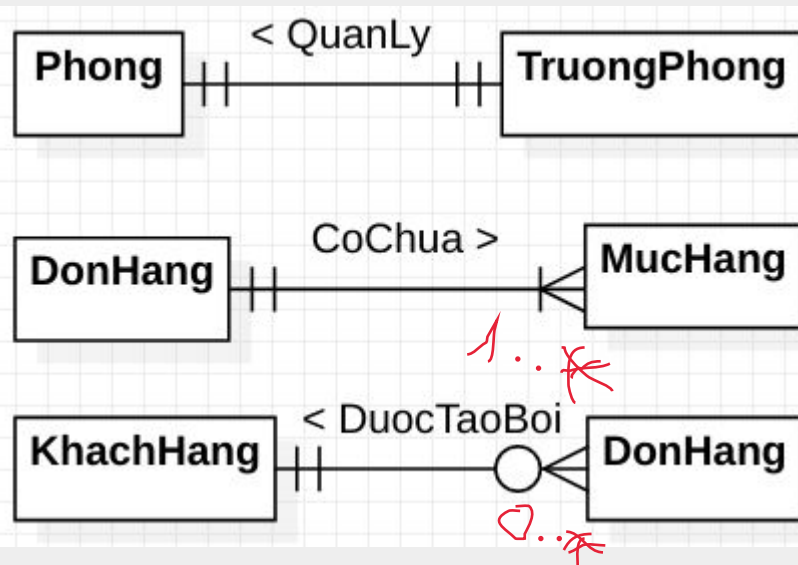 < QuanLy
Phong
TruongPhong
CoChua >
DonHang
MucHang
1..*
< DuocTaoBoi
KhachHang
DonHang
0..*